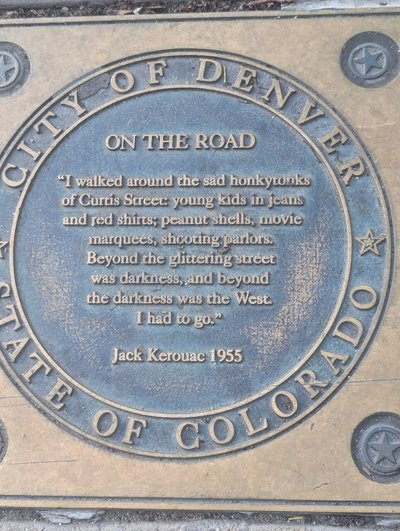 CITY OF DENVER
ON THE ROAD
"I walked around the sad honkytonks
of Curtis Street: young kids in jeans
and red shirts; peanut shells, movie
marquees, shooting parlors.
Beyond the glittering street
was darkness, and beyond
the darkness was the West.
I had to go."
Jack Kerouac 1955
STATE OF COLORADO